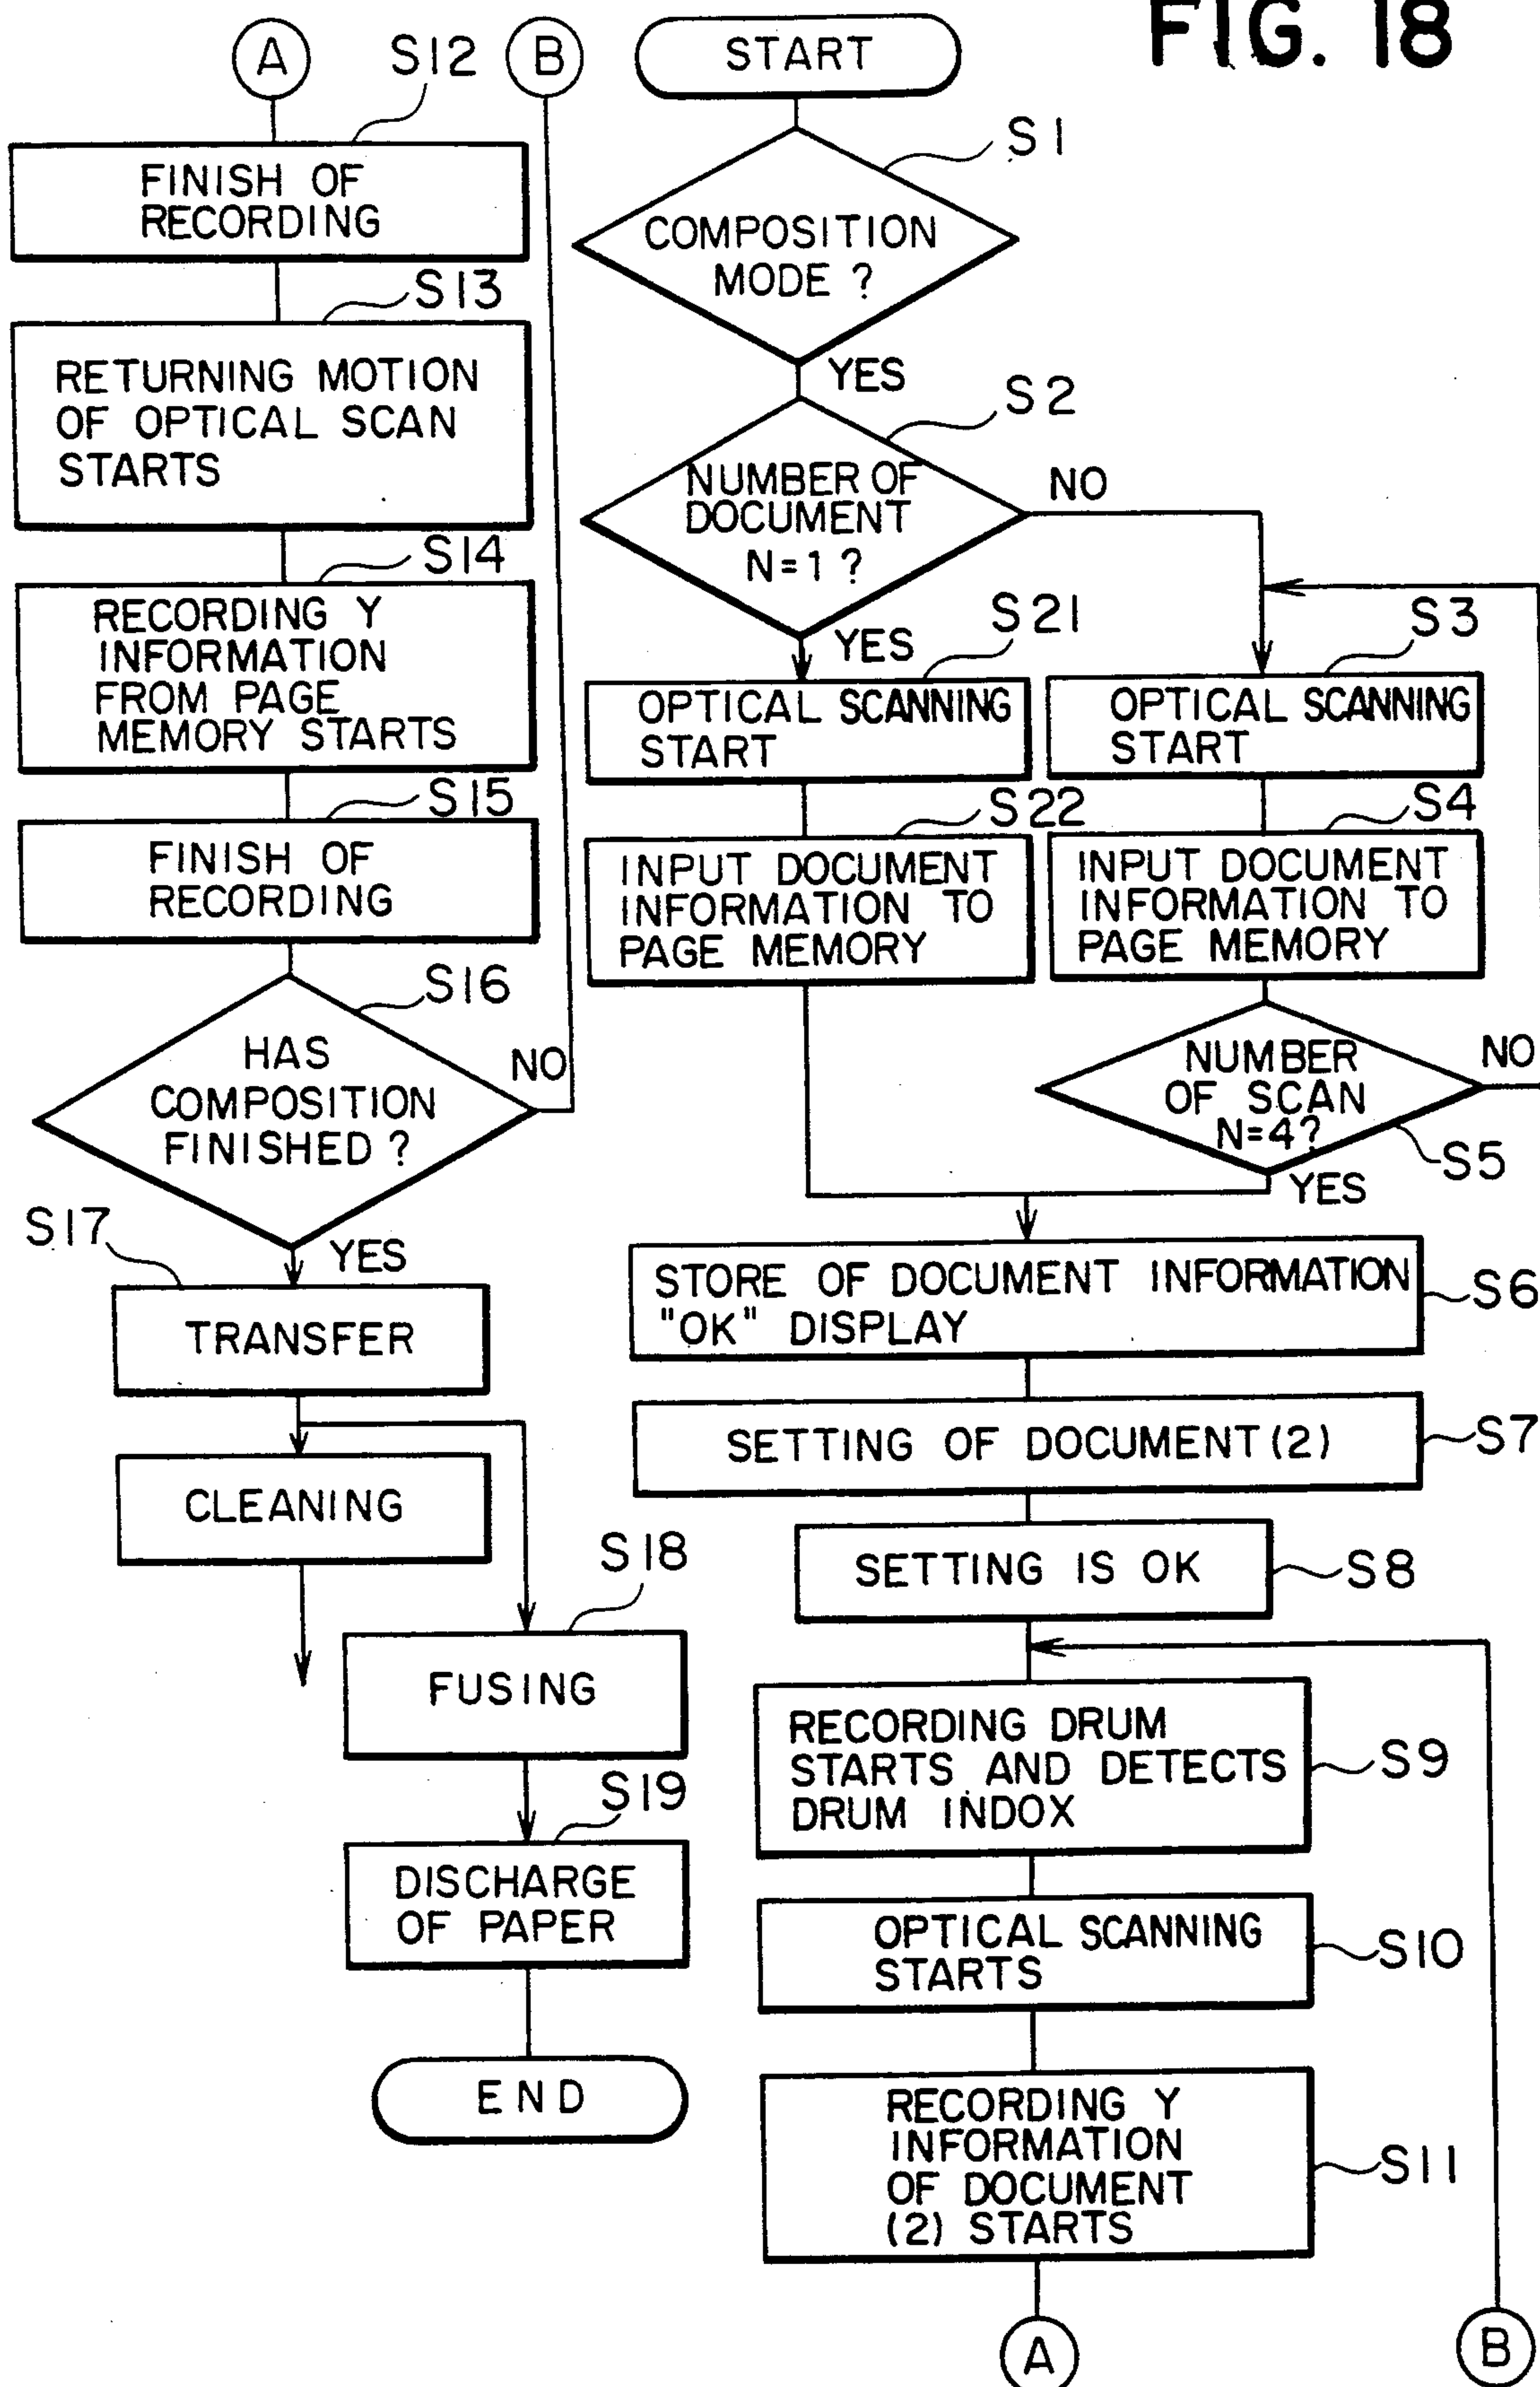 FIG. 18
START
S1
COMPOSITION
MODE ?
YES
S2
NUMBER OF
DOCUMENT
N=1 ?
NO
YES
S21
OPTICAL SCANNING
START
S3
OPTICAL SCANNING
START
S22
INPUT DOCUMENT
INFORMATION TO
PAGE MEMORY
S4
INPUT DOCUMENT
INFORMATION TO
PAGE MEMORY
NUMBER
OF SCAN
N=4?
NO
S5
YES
STORE OF DOCUMENT INFORMATION
"OK" DISPLAY
S6
SETTING OF DOCUMENT (2)
S7
SETTING IS OK
S8
RECORDING DRUM
STARTS AND DETECTS
DRUM INDOX
S9
OPTICAL SCANNING
STARTS
S10
RECORDING Y
INFORMATION
OF DOCUMENT
(2) STARTS
S11
A
B
A
S12
B
FINISH OF
RECORDING
S13
RETURNING MOTION
OF OPTICAL SCAN
STARTS
S14
RECORDING Y
INFORMATION
FROM PAGE
MEMORY STARTS
S15
FINISH OF
RECORDING
S16
HAS
COMPOSITION
FINISHED ?
NO
S17
YES
TRANSFER
CLEANING
S18
FUSING
S19
DISCHARGE
OF PAPER
END